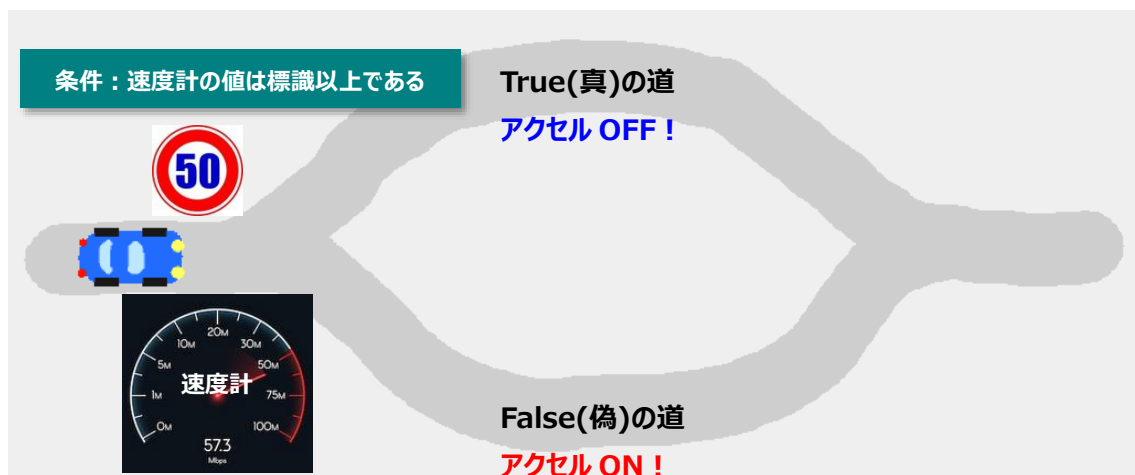 条件：速度計の値は標識以上である
True(真)の道
アクセル OFF！
50
20M
10M
30M
5M
50M
速度計
1M
75M
0M
100M
57.3
Mbps
False(偽)の道
アクセル ON！